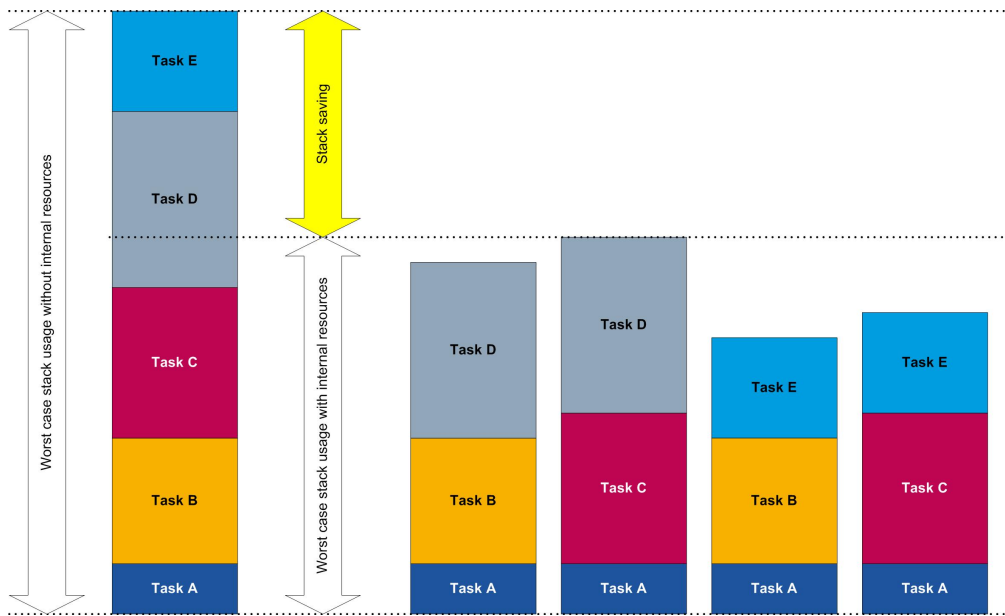 Worst case stack usage without internal resources
Task E
Task D
Task C
Task B
Task A
Stack saving
Worst case stack usage with internal resources
Task D
Task B
Task A
Task D
Task C
Task A
Task E
Task B
Task A
Task E
Task C
Task A